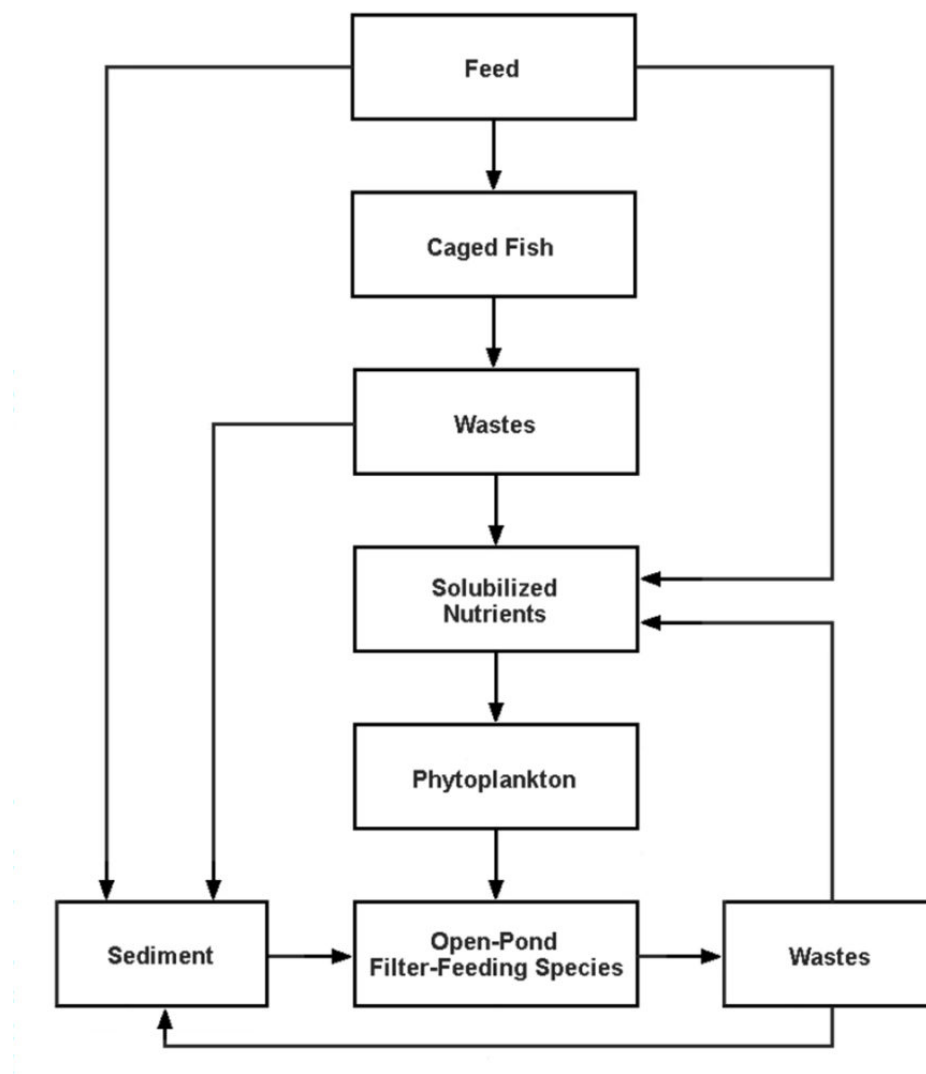 Feed
Caged Fish
Wastes
Solubilized
Nutrients
Phytoplankton
Sediment
Open-Pond
Filter-Feeding Species
Wastes